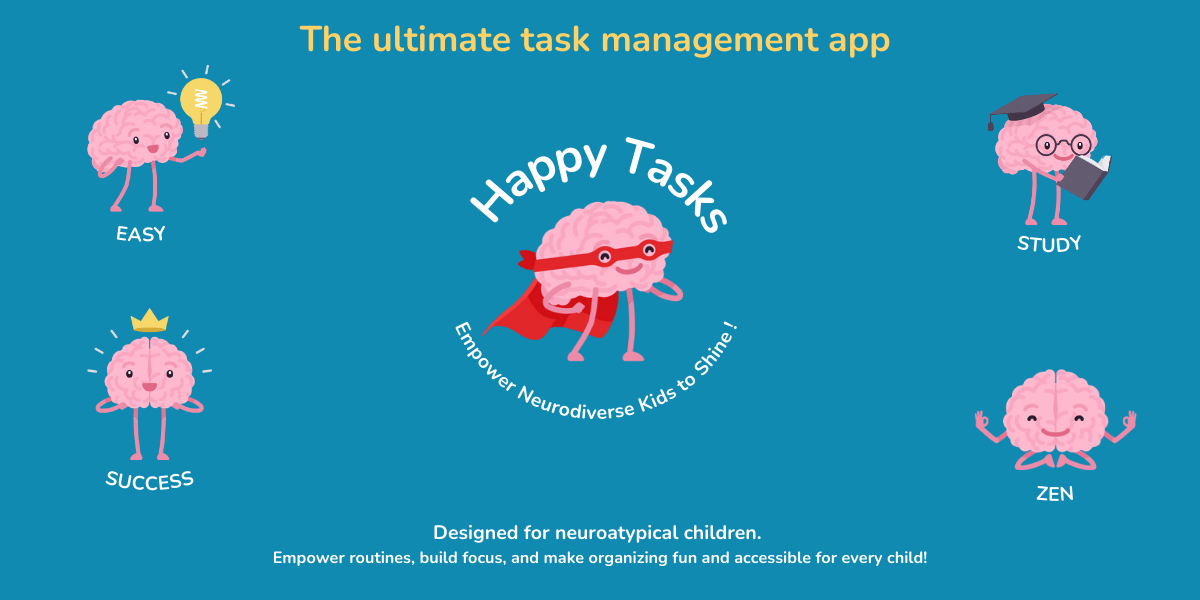 The ultimate task management app
Happy Tasks
EASY
STUDY
Empower Neurodiverse Kids to Shine !
SUCCESS
ZEN
Designed for neuroatypical children.
Empower routines, build focus, and make organizing fun and accessible for every child!